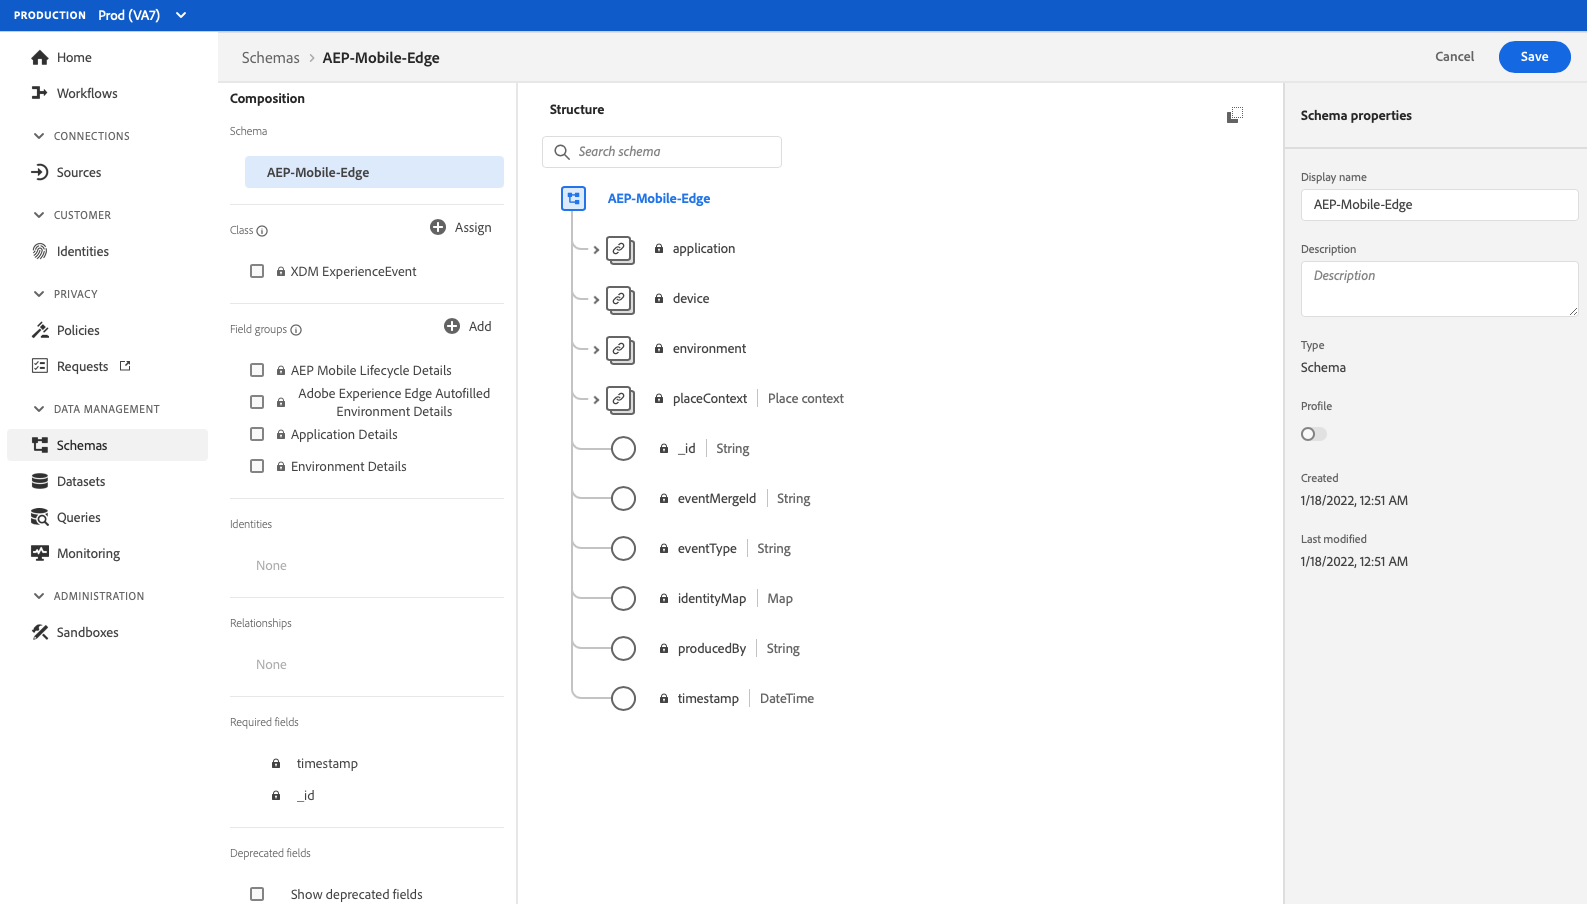 PRODUCTION Prod (VA7)
Home
Workflows
CONNECTIONS
Sources
CUSTOMER
Identities
PRIVACY
Policies
Requests
DATA MANAGEMENT
Schemas
Datasets
Queries
Monitoring
ADMINISTRATION
Sandboxes
Schemas > AEP-Mobile-Edge
Cancel
Save
Composition
Schema
AEP-Mobile-Edge
Class
Assign
XDM ExperienceEvent
Field groups
Add
AEP Mobile Lifecycle Details
Adobe Experience Edge Autofilled
Environment Details
Application Details
Environment Details
Identities
None
Relationships
None
Required fields
timestamp
_id
Deprecated fields
Show deprecated fields
Structure
Search schema
AEP-Mobile-Edge
application
device
environment
placeContext | Place context
_id | String
eventMergeId | String
eventType | String
identityMap | Map
producedBy | String
timestamp | DateTime
Schema properties
Display name
AEP-Mobile-Edge
Description
Description
Type
Schema
Profile
Created
1/18/2022, 12:51 AM
Last modified
1/18/2022, 12:51 AM